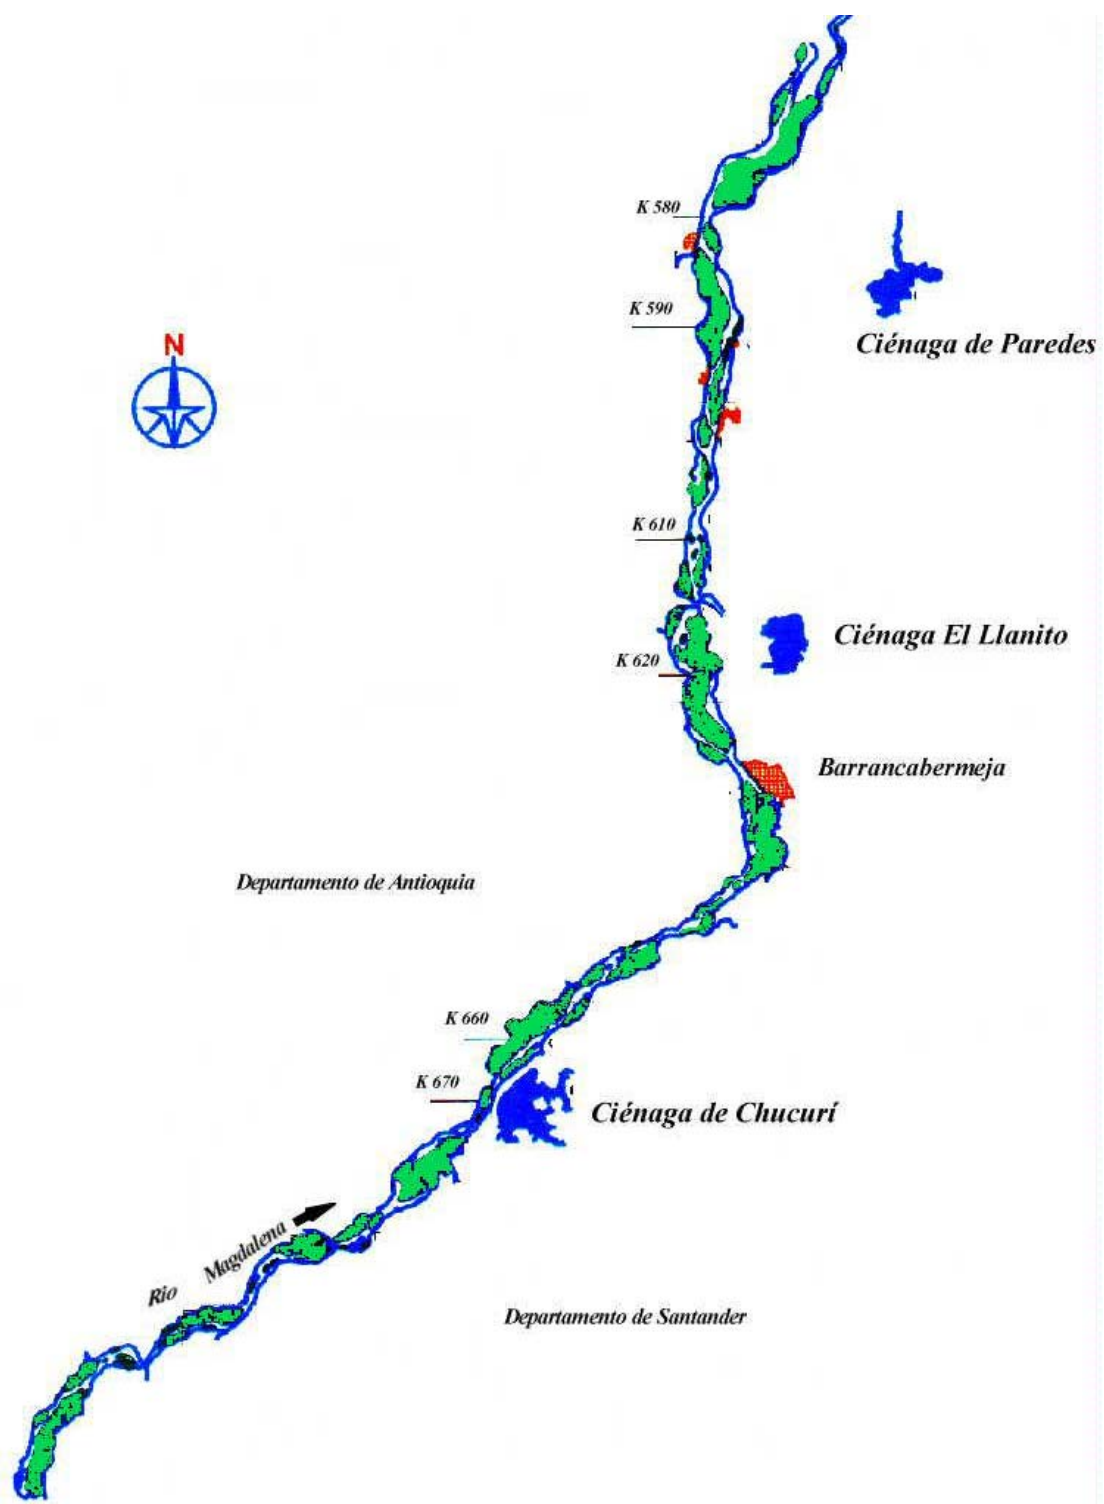 K 580
K 590
Ciénaga de Paredes
N
K 610
Ciénaga El Llanito
K 620
Barrancabermeja
Departamento de Antioquia
K 660
K 670
Ciénaga de Chucurí
Rio Magdalena
Departamento de Santander